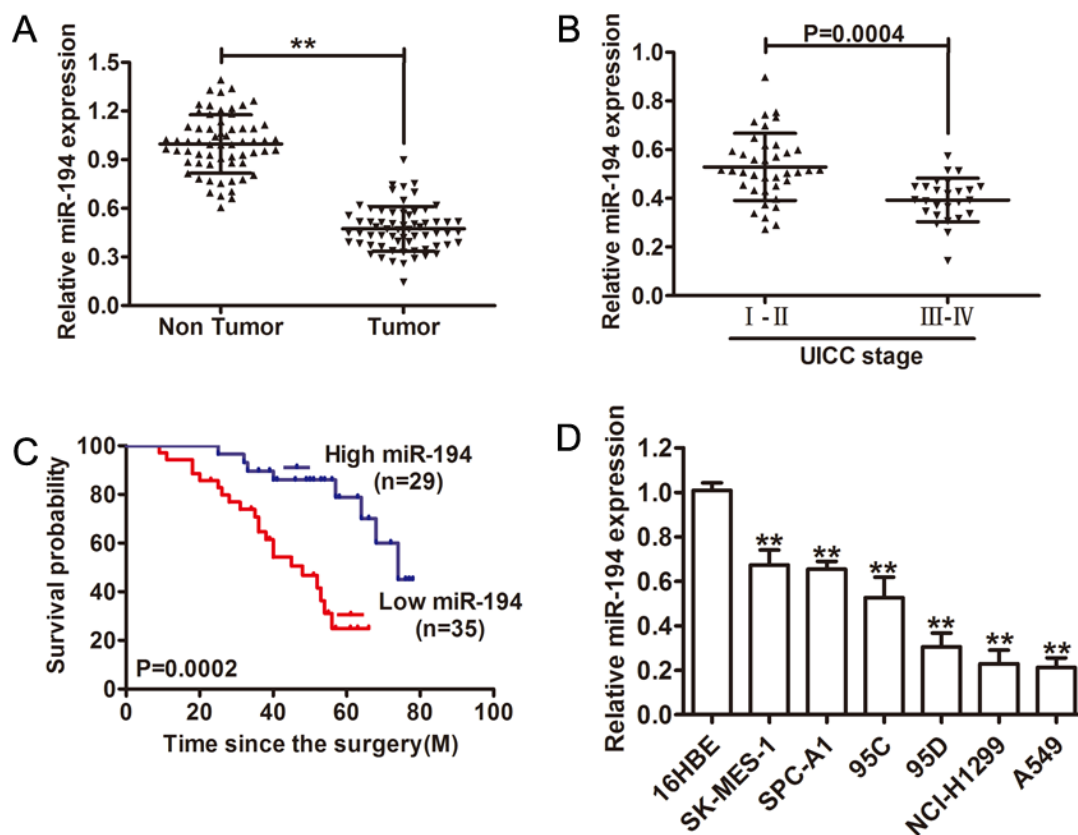 A
Relative miR-194 expression
1.5
1.2
0.9
0.6
0.3
0.0
**
Non Tumor
Tumor
B
Relative miR-194 expression
1.0
0.8
0.6
0.4
0.2
0.0
P=0.0004
I - II
III-IV
UICC stage
C
Survival probability
100
80
60
40
20
0
High miR-194
(n=29)
Low miR-194
(n=35)
P=0.0002
0 20 40 60 80 100
Time since the surgery(M)
D
Relative miR-194 expression
1.2
1.0
0.8
0.6
0.4
0.2
0.0
** ** ** ** ** **
16HBE
SK-MES-1
SPC-A1
95C
95D
NCI-H1299
A549